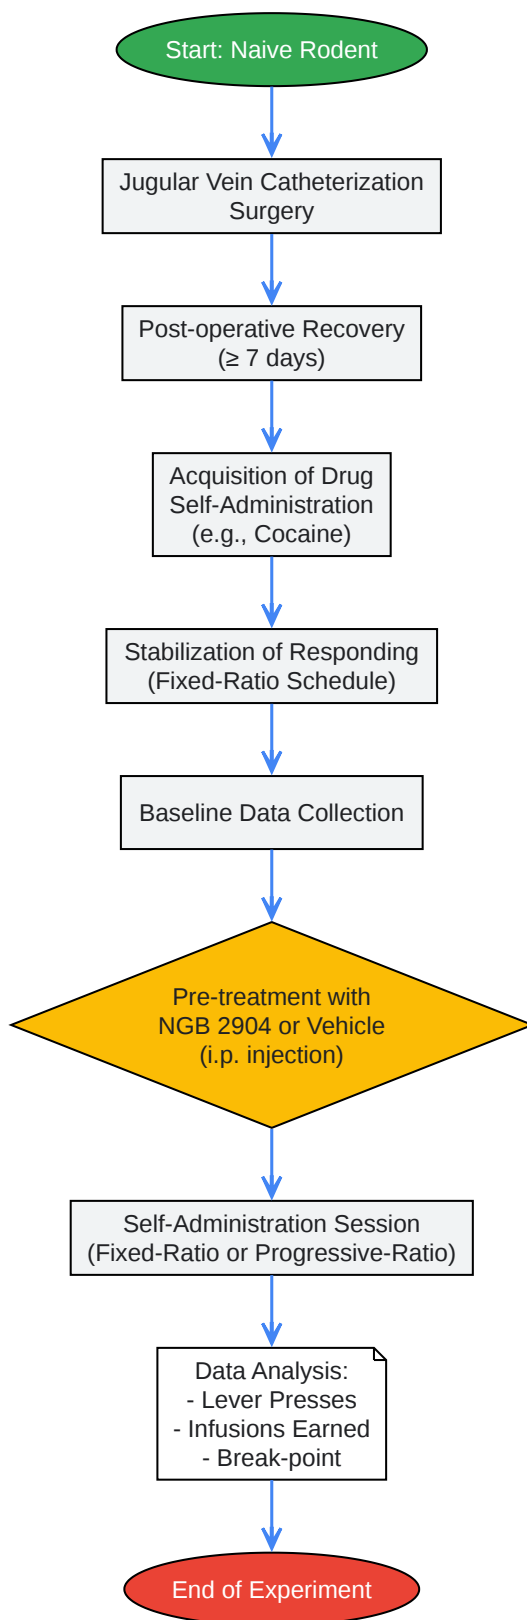 Start: Naive Rodent
Jugular Vein Catheterization
Surgery
Post-operative Recovery
(≥ 7 days)
Acquisition of Drug
Self-Administration
(e.g., Cocaine)
Stabilization of Responding
(Fixed-Ratio Schedule)
Baseline Data Collection
Pre-treatment with
NGB 2904 or Vehicle
(i.p. injection)
Self-Administration Session
(Fixed-Ratio or Progressive-Ratio)
Data Analysis:
- Lever Presses
- Infusions Earned
- Break-point
End of Experiment